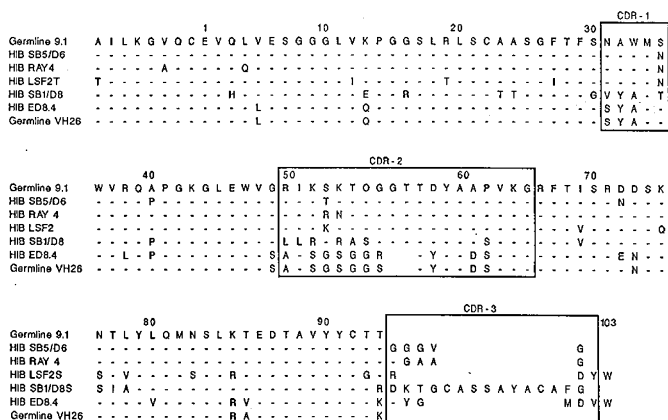 CDR - 1
1 10 20 30
Germline 9.1 A I L K G V Q C E V Q L V E S G G G L V K P G G S L R L S C A A S G F T F S N A W M S
HIB SB5/D6 - - - - - - - - - - - - - - - - - - - - - - - - - - - - - - - - - - - - - - - - - - N
HIB RAY4 - - - - - A - - - - - Q - - - - - - - - - - - - - - - - - - - - - - - - - - - - - - N
HIB LSF2T T - - - - - - - - - - - - - - - - - - I - - - - - - - T - - - - - - - - I - - - - - - N
HIB SB1/D8 - - - - - - - - - - H - - - - - - - - - E - - R - - - - - - - T T - - - - - G V Y A - T
HIB ED8.4 - - - - - - - - - - - - L - - - - - - - Q - - - - - - - - - - - - - - - - - S Y A - -
Germline VH26 - - - - - - - - - - - - L - - - - - - - Q - - - - - - - - - - - - - - - - - S Y A - -
CDR - 2
40 50 60 70
Germline 9.1 W V R Q A P G K G L E W V G R I K S K T O G G T T D Y A A P V K G R F T I S R D D S K
HIB SB5/D6 - - - - P - - - - - - - - - - - - - T - - - - - - - - - - - - - - - - - - - - - N - - -
HIB RAY 4 - - - - - - - - - - - - - - - - - R N - - - - - - - - - - - - - - - - - - - - - - - -
HIB LSF2 - - - - - - - - - - - - - - - - - K - - - - - - - - - - - - - - - - - - - V - - - - - Q
HIB SB1/D8 - - - - P - - - - - - - - - L L R - R A S - - - - - - - - S - - - - - - V - - - - - -
HIB ED8.4 - - L - P - - - - - - - - S A - S G S G G R - - - Y - - D S - - - - - - - - - E N - -
Germline VH26 - - - - - - - - - - - - - S A - S G S G G S - - - Y - - D S - - - - - - - - - - N - -
CDR - 3
80 90 103
Germline 9.1 N T L Y L Q M N S L K T E D T A V Y Y C T T
HIB SB5/D6 - - - - - - - - - - - - - - - - - - - - - - G G G V G
HIB RAY 4 - - - - - - - - - - - - - - - - - - - - - - - G A A G
HIB LSF2S S - V - - - - S - - R - - - - - - - - - G - R D Y W
HIB SB1/D8S S I A - - - - - - - - - - - - - - - - - - R D K T G C A S S A Y A C A F G
HIB ED8.4 - - - - V - - - - - R V - - - - - - - - - K - Y G - -
Germline VH26 - - - - - - - - - - R A - - - - - - - - - K M D V W